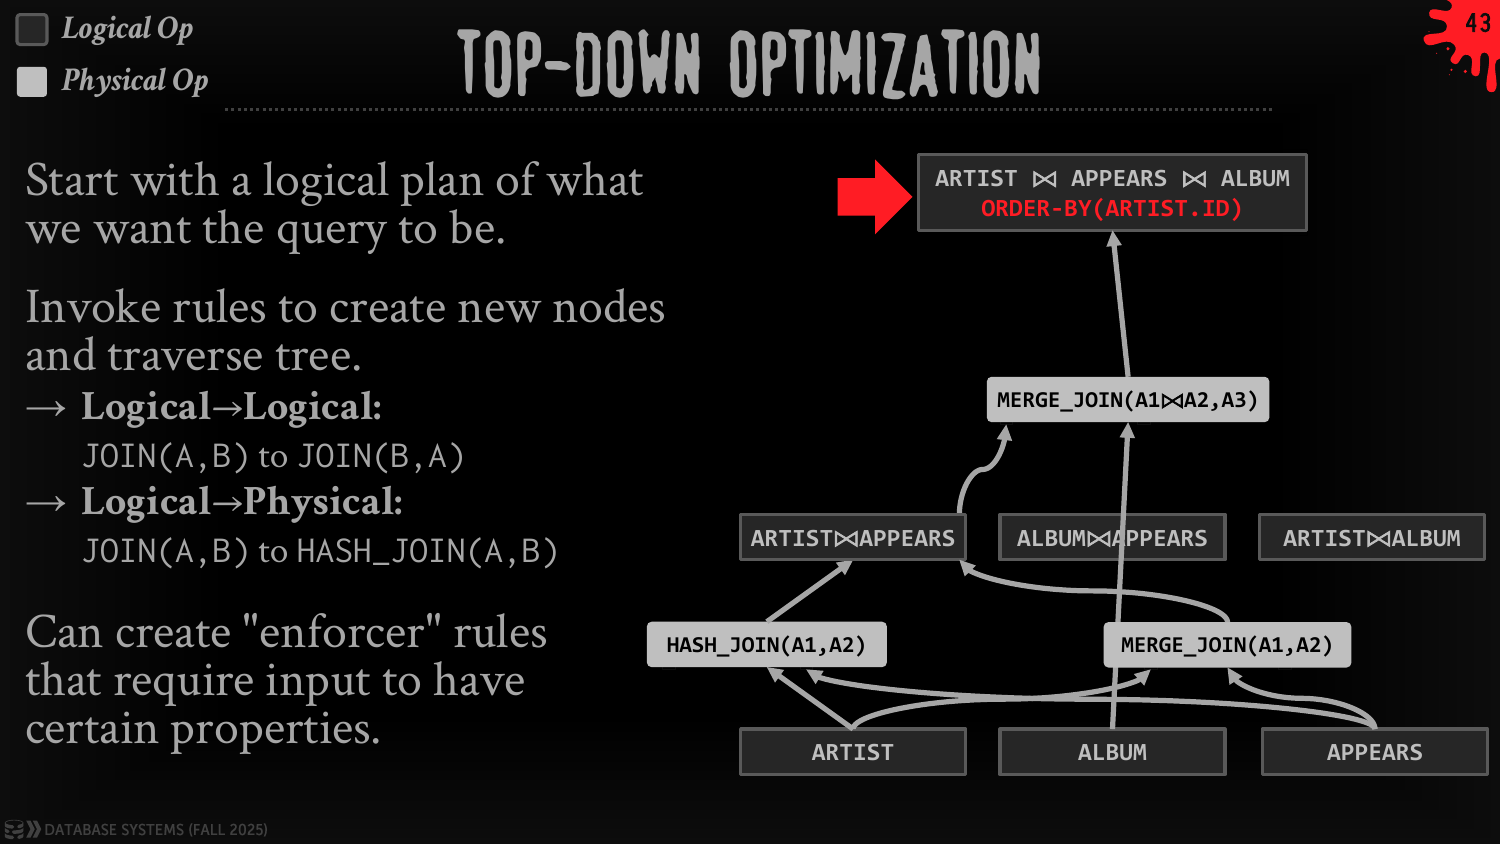 Logical Op
Physical Op
TOP-DOWN OPTIMIZATION
43
Start with a logical plan of what
we want the query to be.
Invoke rules to create new nodes
and traverse tree.
→ Logical→Logical:
JOIN(A,B) to JOIN(B,A)
→ Logical→Physical:
JOIN(A,B) to HASH_JOIN(A,B)
Can create "enforcer" rules
that require input to have
certain properties.
ARTIST ⋈ APPEARS ⋈ ALBUM
ORDER-BY(ARTIST.ID)
MERGE_JOIN(A1⋈A2,A3)
ARTIST⋈APPEARS
ALBUM⋈APPEARS
ARTIST⋈ALBUM
HASH_JOIN(A1,A2)
MERGE_JOIN(A1,A2)
ARTIST
ALBUM
APPEARS
DATABASE SYSTEMS (FALL 2025)